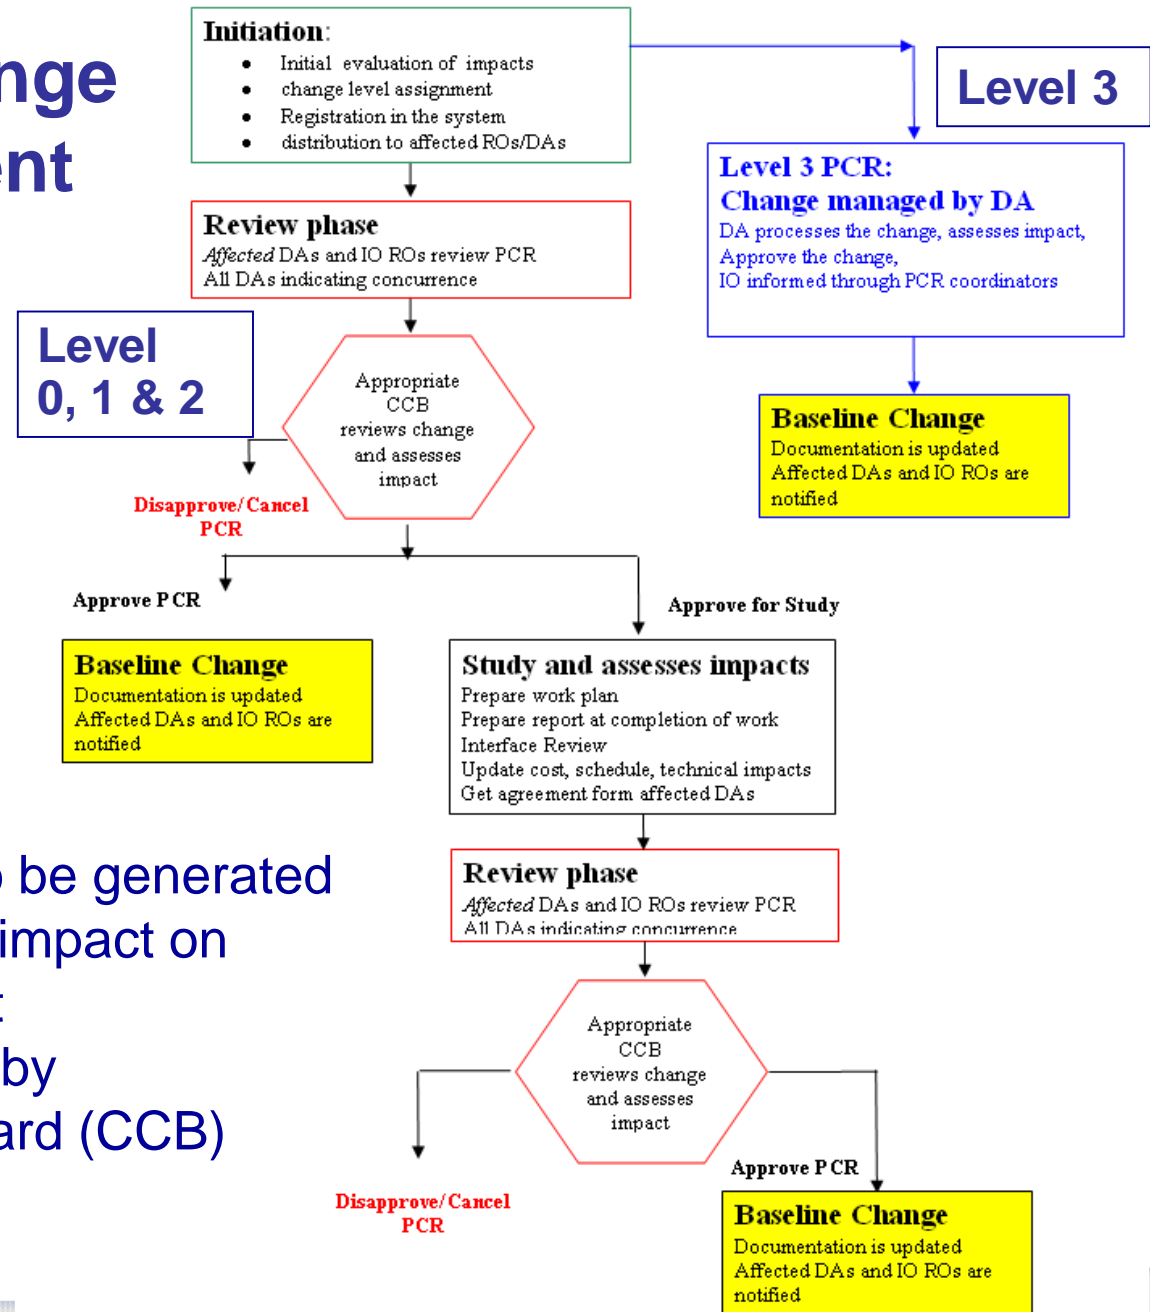 nge
ent
Initiation:
• Initial evaluation of impacts
• change level assignment
• Registration in the system
• distribution to affected ROs/DAs
Level 3
Level 3 PCR:
Change managed by DA
DA processes the change, assesses impact,
Approve the change,
IO informed through PCR coordinators
Review phase
Affected DAs and IO ROs review PCR
All DAs indicating concurrence
Level
0, 1 & 2
Appropriate
CCB
reviews change
and assesses
impact
Baseline Change
Documentation is updated
Affected DAs and IO ROs are
notified
Disapprove/Cancel
PCR
Approve PCR
Approve for Study
Baseline Change
Documentation is updated
Affected DAs and IO ROs are
notified
Study and assesses impacts
Prepare work plan
Prepare report at completion of work
Interface Review
Update cost, schedule, technical impacts
Get agreement form affected DAs
be generated
impact on
by
ard (CCB)
Review phase
Affected DAs and IO ROs review PCR
All DAs indicating concurrence
Appropriate
CCB
reviews change
and assesses
impact
Disapprove/Cancel
PCR
Approve PCR
Baseline Change
Documentation is updated
Affected DAs and IO ROs are
notified